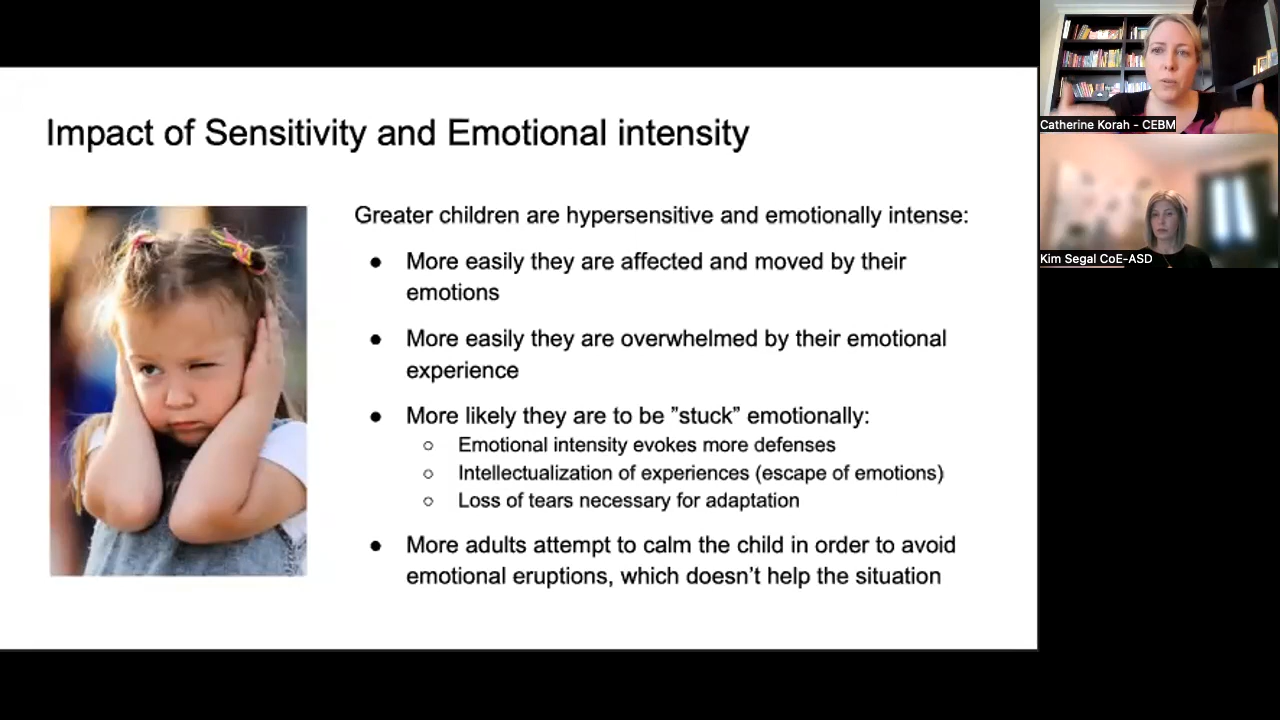 Impact of Sensitivity and Emotional intensity
Greater children are hypersensitive and emotionally intense:
● More easily they are affected and moved by their
emotions
● More easily they are overwhelmed by their emotional
experience
● More likely they are to be ”stuck” emotionally:
○ Emotional intensity evokes more defenses
○ Intellectualization of experiences (escape of emotions)
○ Loss of tears necessary for adaptation
● More adults attempt to calm the child in order to avoid
emotional eruptions, which doesn’t help the situation
Catherine Korah - CEBM
Kim Segal CoE-ASD